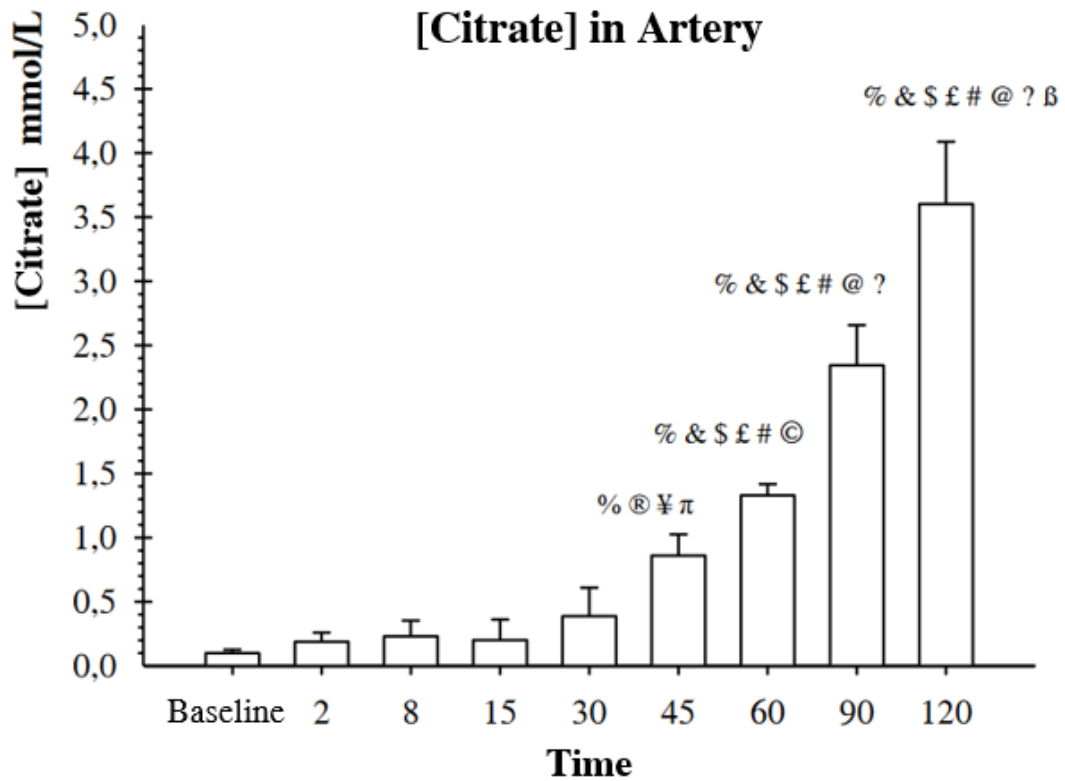 [Citrate] in Artery
[Citrate] mmol/L
5,0
4,5
4,0
3,5
3,0
2,5
2,0
1,5
1,0
0,5
0,0
% & $ £ # @ ? ß
% & $ £ # @ ?
% & $ £ # ©
% ® ¥ π
Baseline 2 8 15 30 45 60 90 120
Time